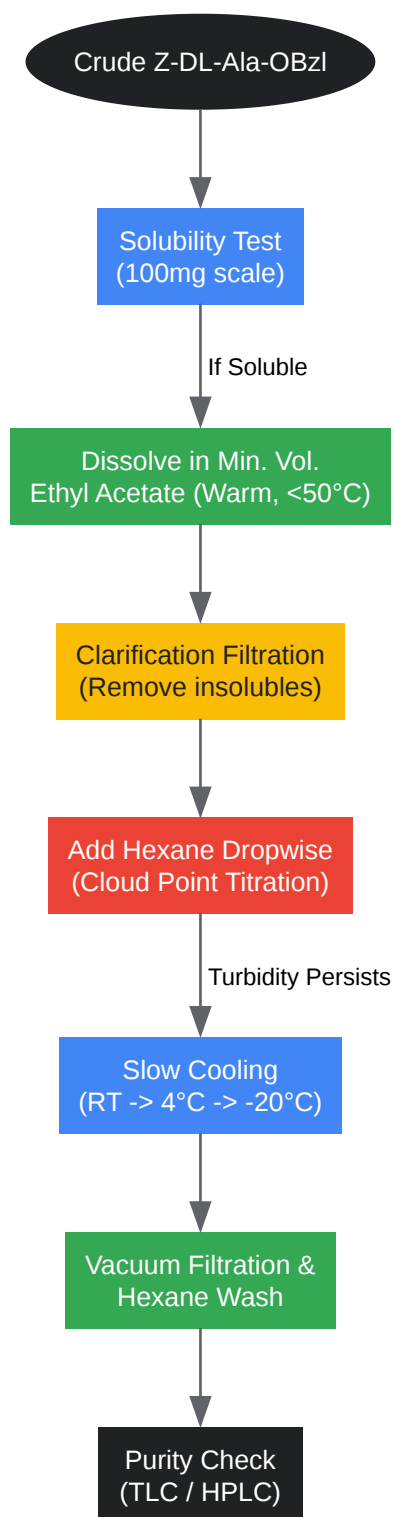 Crude Z-DL-Ala-OBzl
Solubility Test
(100mg scale)
If Soluble
Dissolve in Min. Vol.
Ethyl Acetate (Warm, <50°C)
Clarification Filtration
(Remove insolubles)
Add Hexane Dropwise
(Cloud Point Titration)
Turbidity Persists
Slow Cooling
(RT -> 4°C -> -20°C)
Vacuum Filtration &
Hexane Wash
Purity Check
(TLC / HPLC)